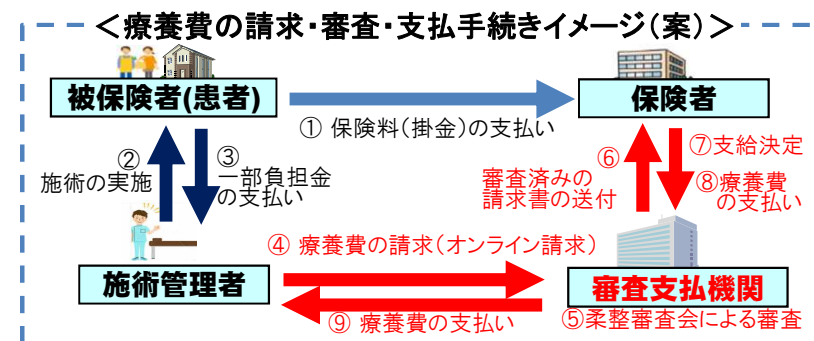 ＜療養費の請求・審査・支払手続きイメージ（案）＞
被保険者(患者)
保険者
① 保険料（掛金）の支払い
②
施術の実施
③
一部負担金
の支払い
⑥
審査済みの
請求書の送付
⑦支給決定
⑧療養費
の支払い
④ 療養費の請求（オンライン請求）
施術管理者
審査支払機関
⑤柔整審査会による審査
⑨ 療養費の支払い